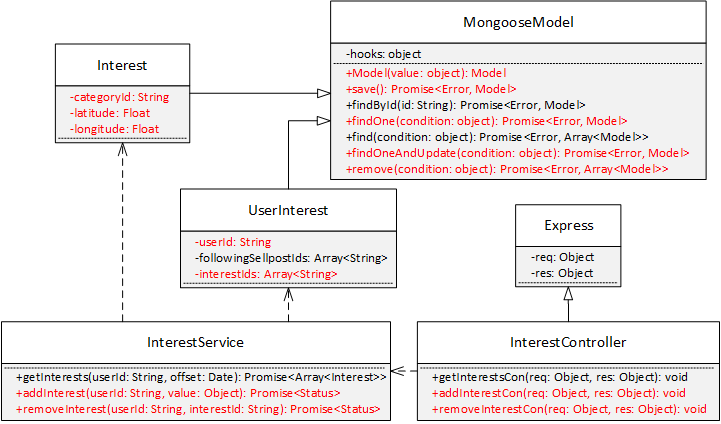 MongooseModel
-hooks: object
+Model(value: object): Model
+save(): Promise<Error, Model>
+findById(id: String): Promise<Error, Model>
+findOne(condition: object): Promise<Error, Model>
+find(condition: object): Promise<Error, Array<Model>>
+findOneAndUpdate(condition: object): Promise<Error, Model>
+remove(condition: object): Promise<Error, Array<Model>>
Interest
-categoryId: String
-latitude: Float
-longitude: Float
UserInterest
-userId: String
-followingSellpostIds: Array<String>
-interestIds: Array<String>
Express
-req: Object
-res: Object
InterestService
+getInterests(userId: String, offset: Date): Promise<Array<Interest>>
+addInterest(userId: String, value: Object): Promise<Status>
+removeInterest(userId: String, interestId: String): Promise<Status>
InterestController
+getInterestsCon(req: Object, res: Object): void
+addInterestCon(req: Object, res: Object): void
+removeInterestCon(req: Object, res: Object): void